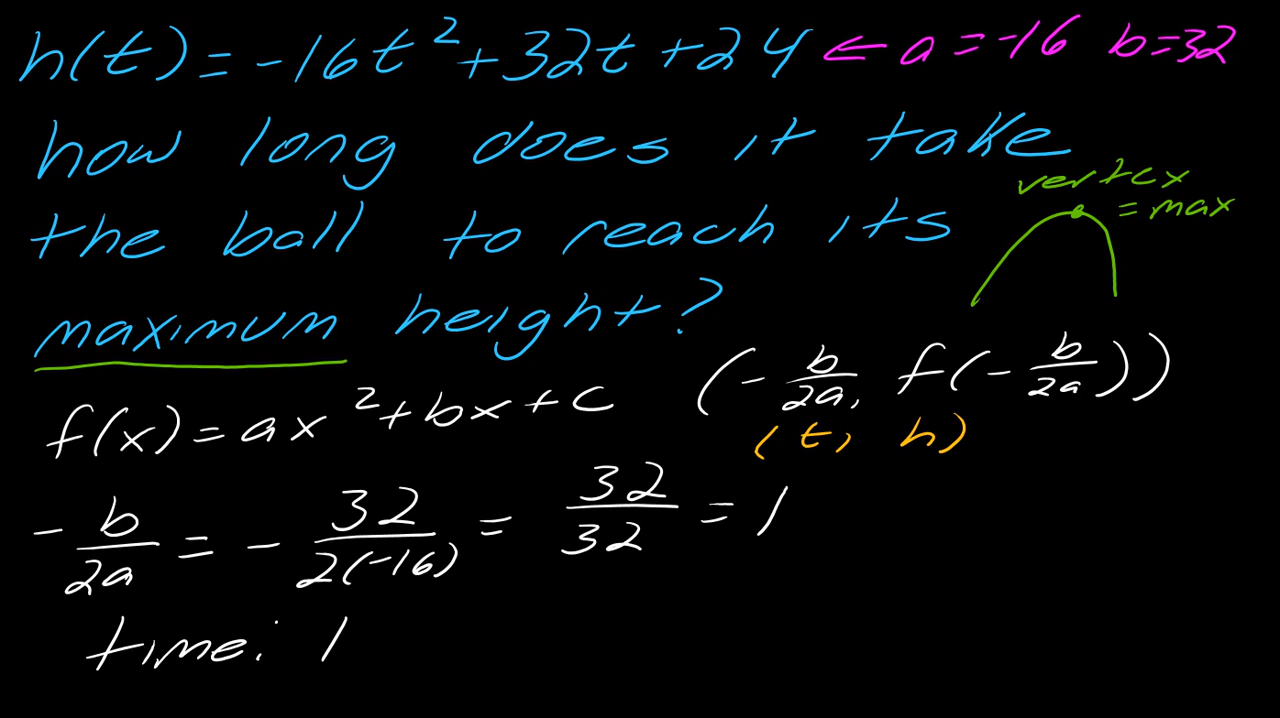 h(t) = -16t² + 32t + 24 ← a = -16 b = 32
how long does it take
the ball to reach its
maximum height?
vertex
= max
f(x) = ax² + bx + c (-b/2a, f(-b/2a))
(t, h)
-b/2a = -32/2(-16) = 32/32 = 1
time: 1